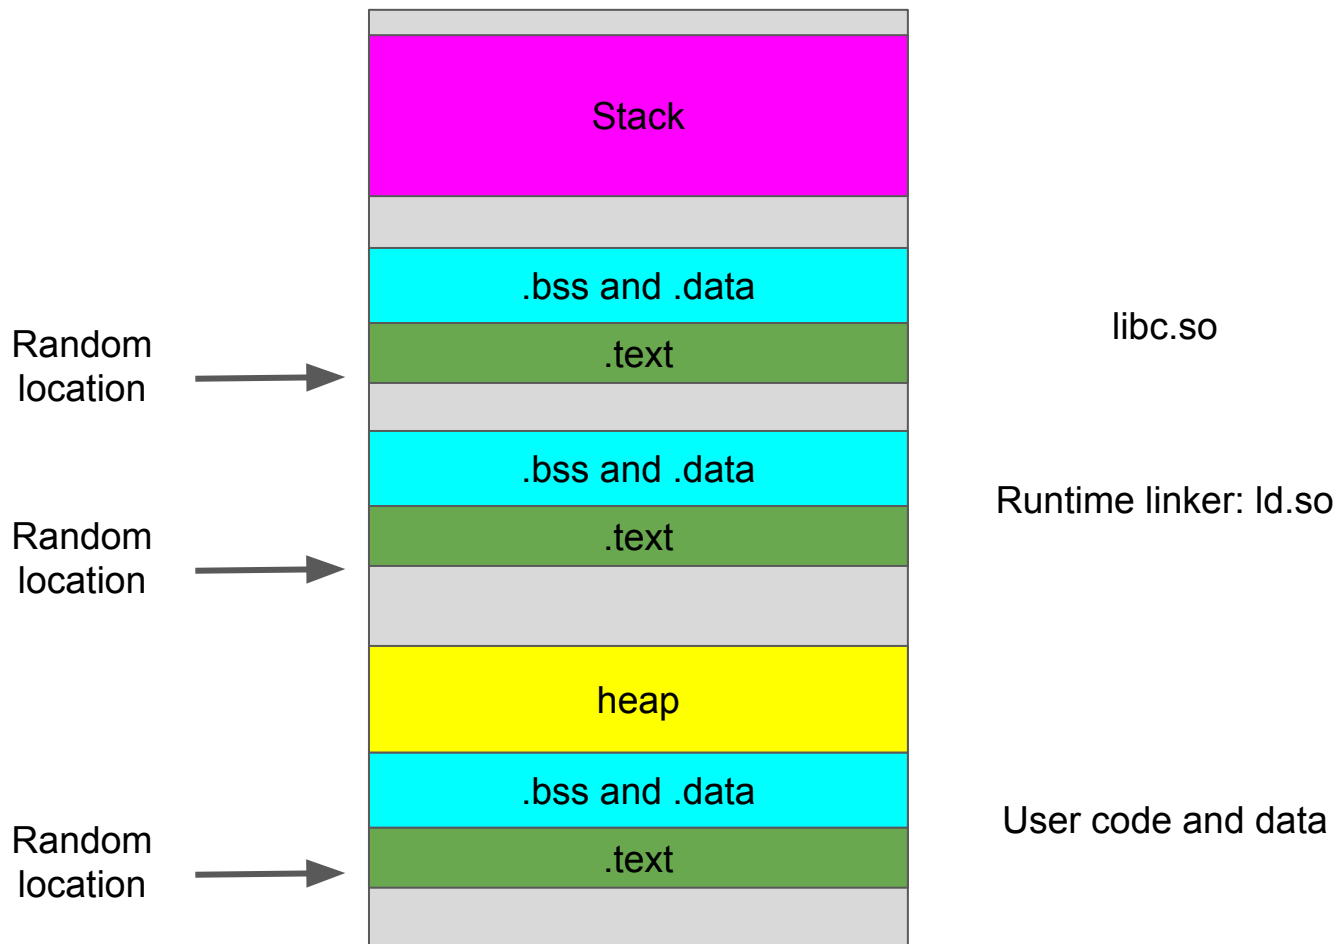 Stack
.bss and .data
libc.so
Random
location
.text
.bss and .data
Runtime linker: ld.so
Random
location
.text
heap
.bss and .data
User code and data
Random
location
.text